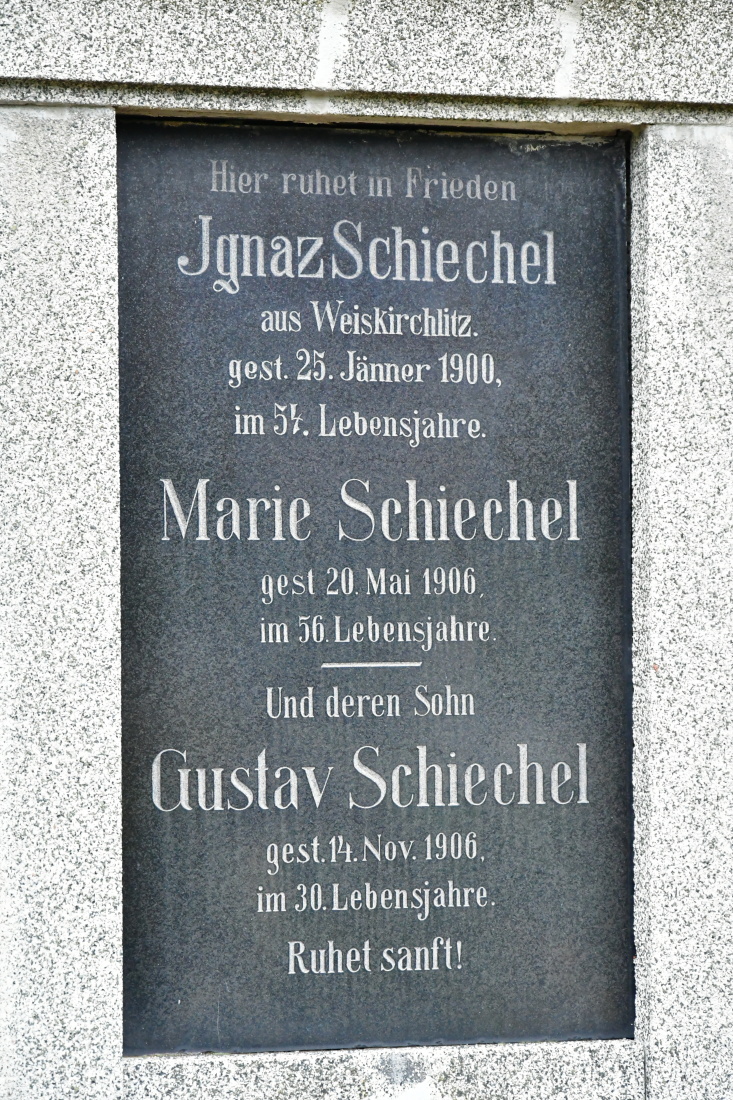 Hier ruhet in Frieden
Jgnaz Schiechel
aus Weiskirchlitz.
gest. 25. Jänner 1900,
im 54. Lebensjahre.
Marie Schiechel
gest 20. Mai 1906,
im 56. Lebensjahre.
Und deren Sohn
Gustav Schiechel
gest. 14. Nov. 1906,
im 30. Lebensjahre.
Ruhet sanft!